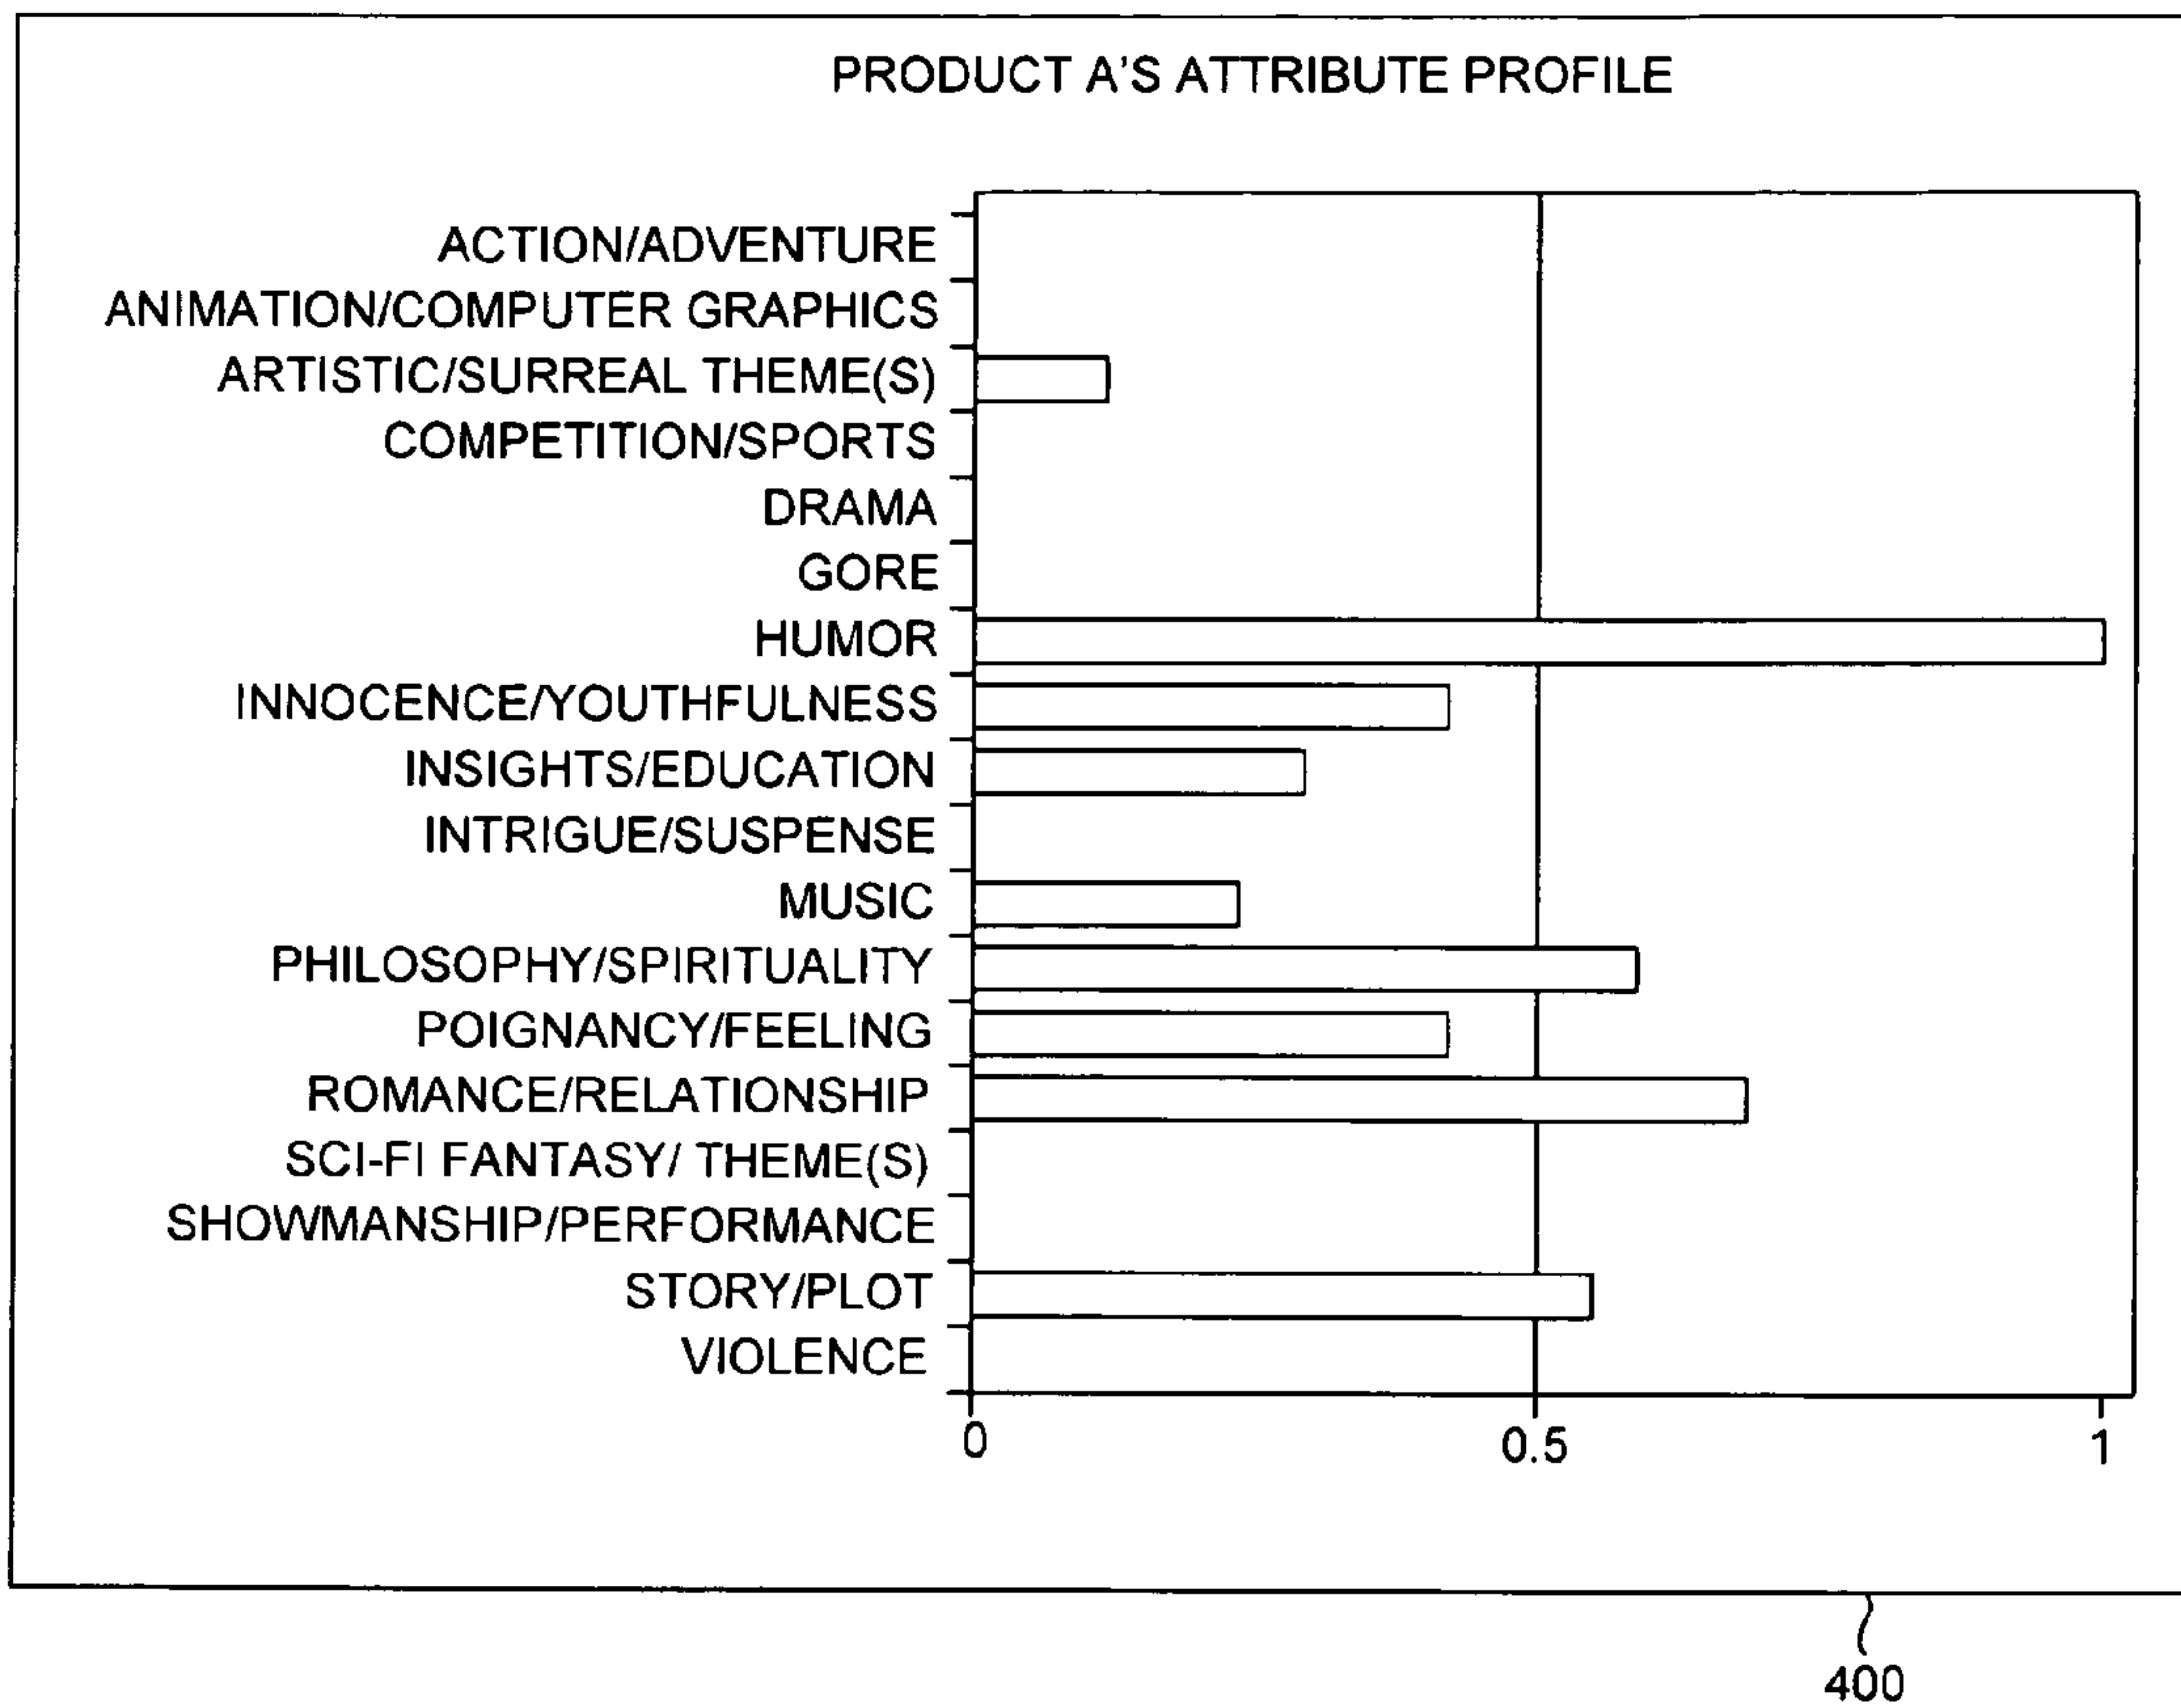 PRODUCT A'S ATTRIBUTE PROFILE
ACTION/ADVENTURE
ANIMATION/COMPUTER GRAPHICS
ARTISTIC/SURREAL THEME(S)
COMPETITION/SPORTS
DRAMA
GORE
HUMOR
INNOCENCE/YOUTHFULNESS
INSIGHTS/EDUCATION
INTRIGUE/SUSPENSE
MUSIC
PHILOSOPHY/SPIRITUALITY
POIGNANCY/FEELING
ROMANCE/RELATIONSHIP
SCI-FI FANTASY/ THEME(S)
SHOWMANSHIP/PERFORMANCE
STORY/PLOT
VIOLENCE
0 0.5 1
400